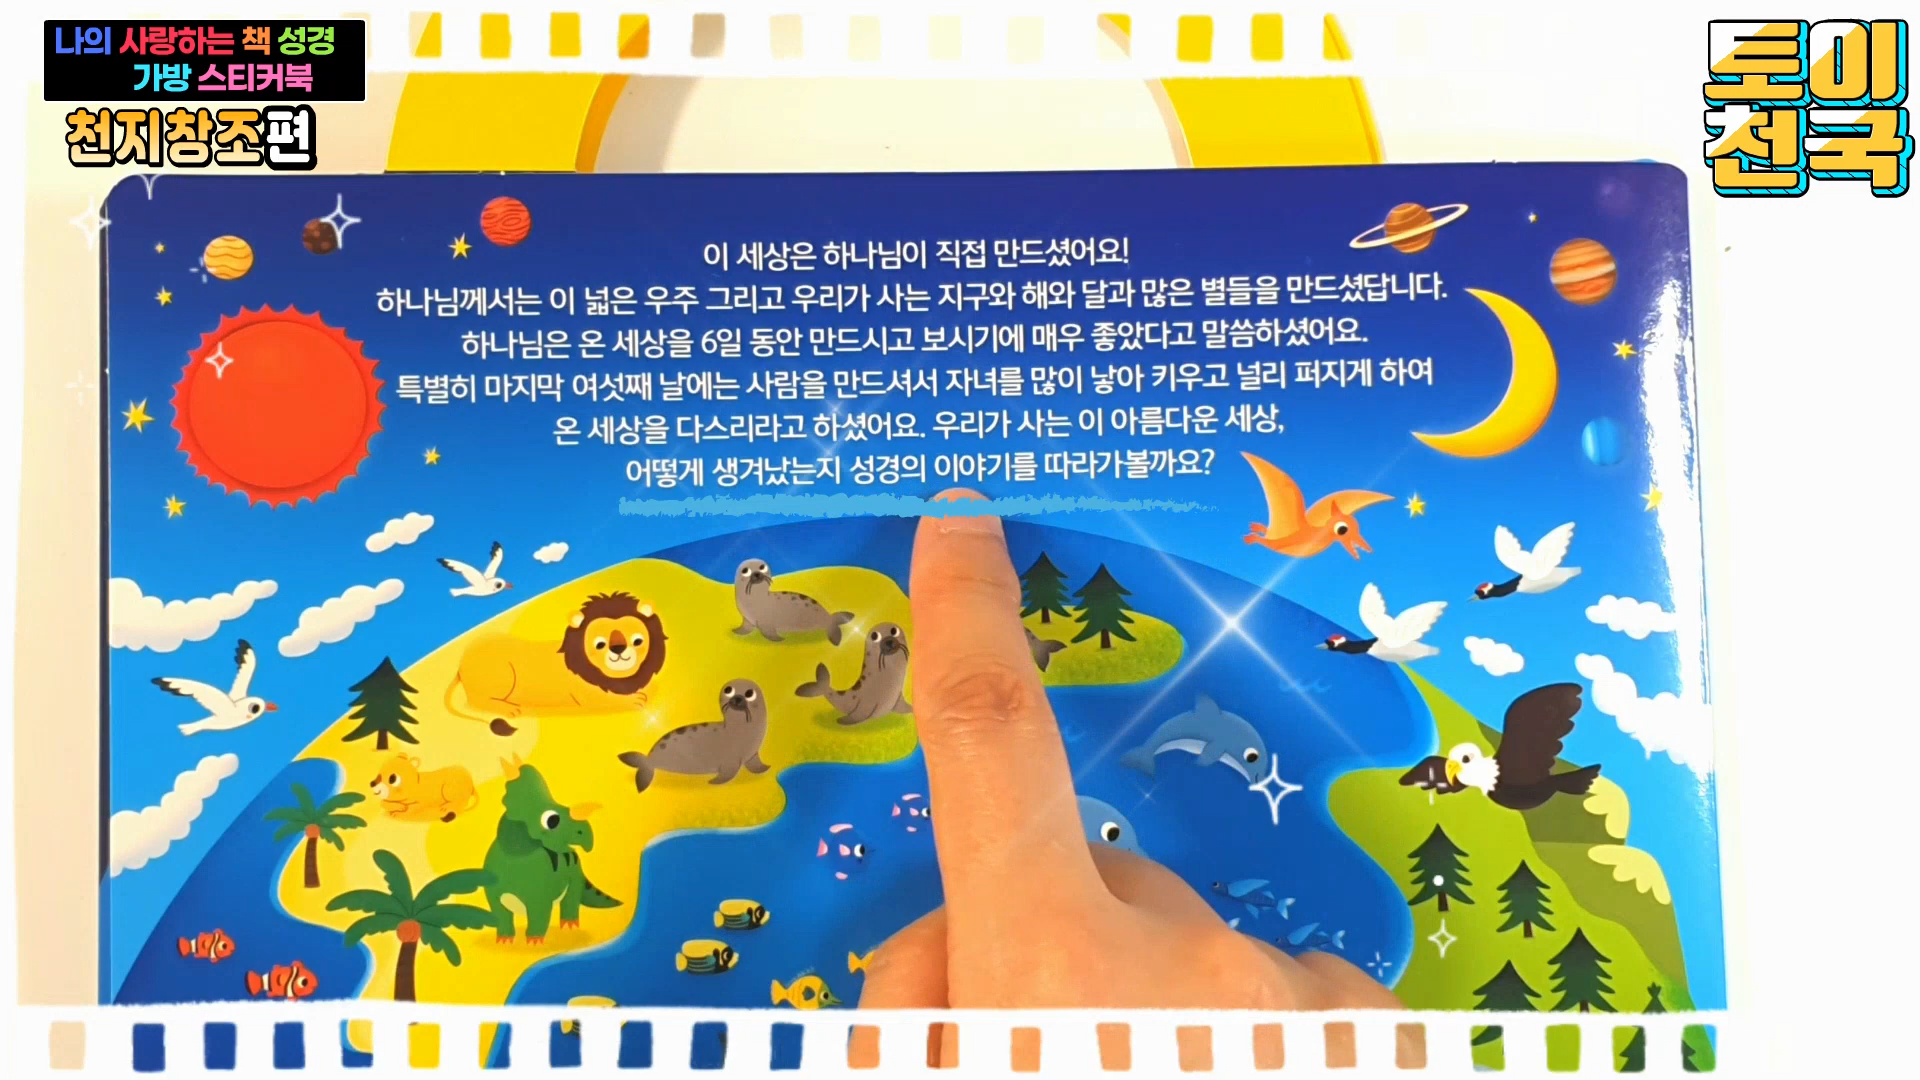 나의 사랑하는 책 성경
가방 스티커북
천지창조편
토이
천국
이 세상은 하나님이 직접 만드셨어요!
하나님께서는 이 넓은 우주 그리고 우리가 사는 지구와 해와 달과 많은 별들을 만드셨답니다.
하나님은 온 세상을 6일 동안 만드시고 보시기에 매우 좋았다고 말씀하셨어요.
특별히 마지막 여섯째 날에는 사람을 만드셔서 자녀를 많이 낳아 키우고 널리 퍼지게 하여
온 세상을 다스리라고 하셨어요. 우리가 사는 이 아름다운 세상,
어떻게 생겨났는지 성경의 이야기를 따라가볼까요?